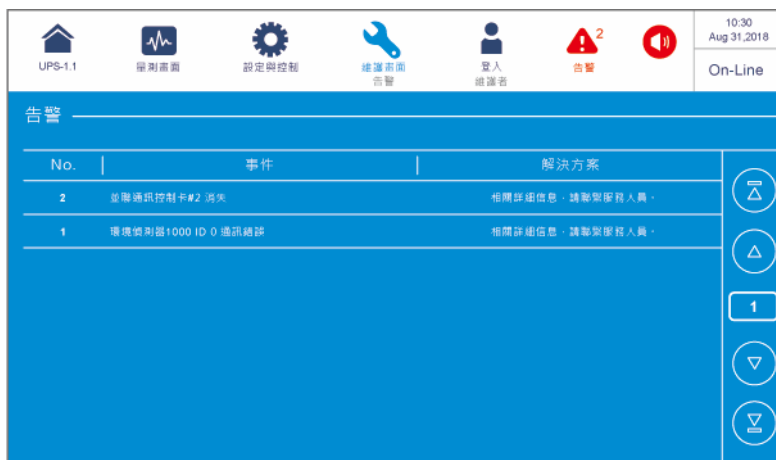 UPS-1.1
量測畫面
設定與控制
維護畫面
告警
登入
維護者
2
告警
10:30
Aug 31,2018
On-Line
告警
No. 事件 解決方案
2 並聯通訊控制卡#2 消失 相關詳細信息，請聯繫服務人員。
1 環境偵測器1000 ID 0 通訊錯誤 相關詳細信息，請聯繫服務人員。
1